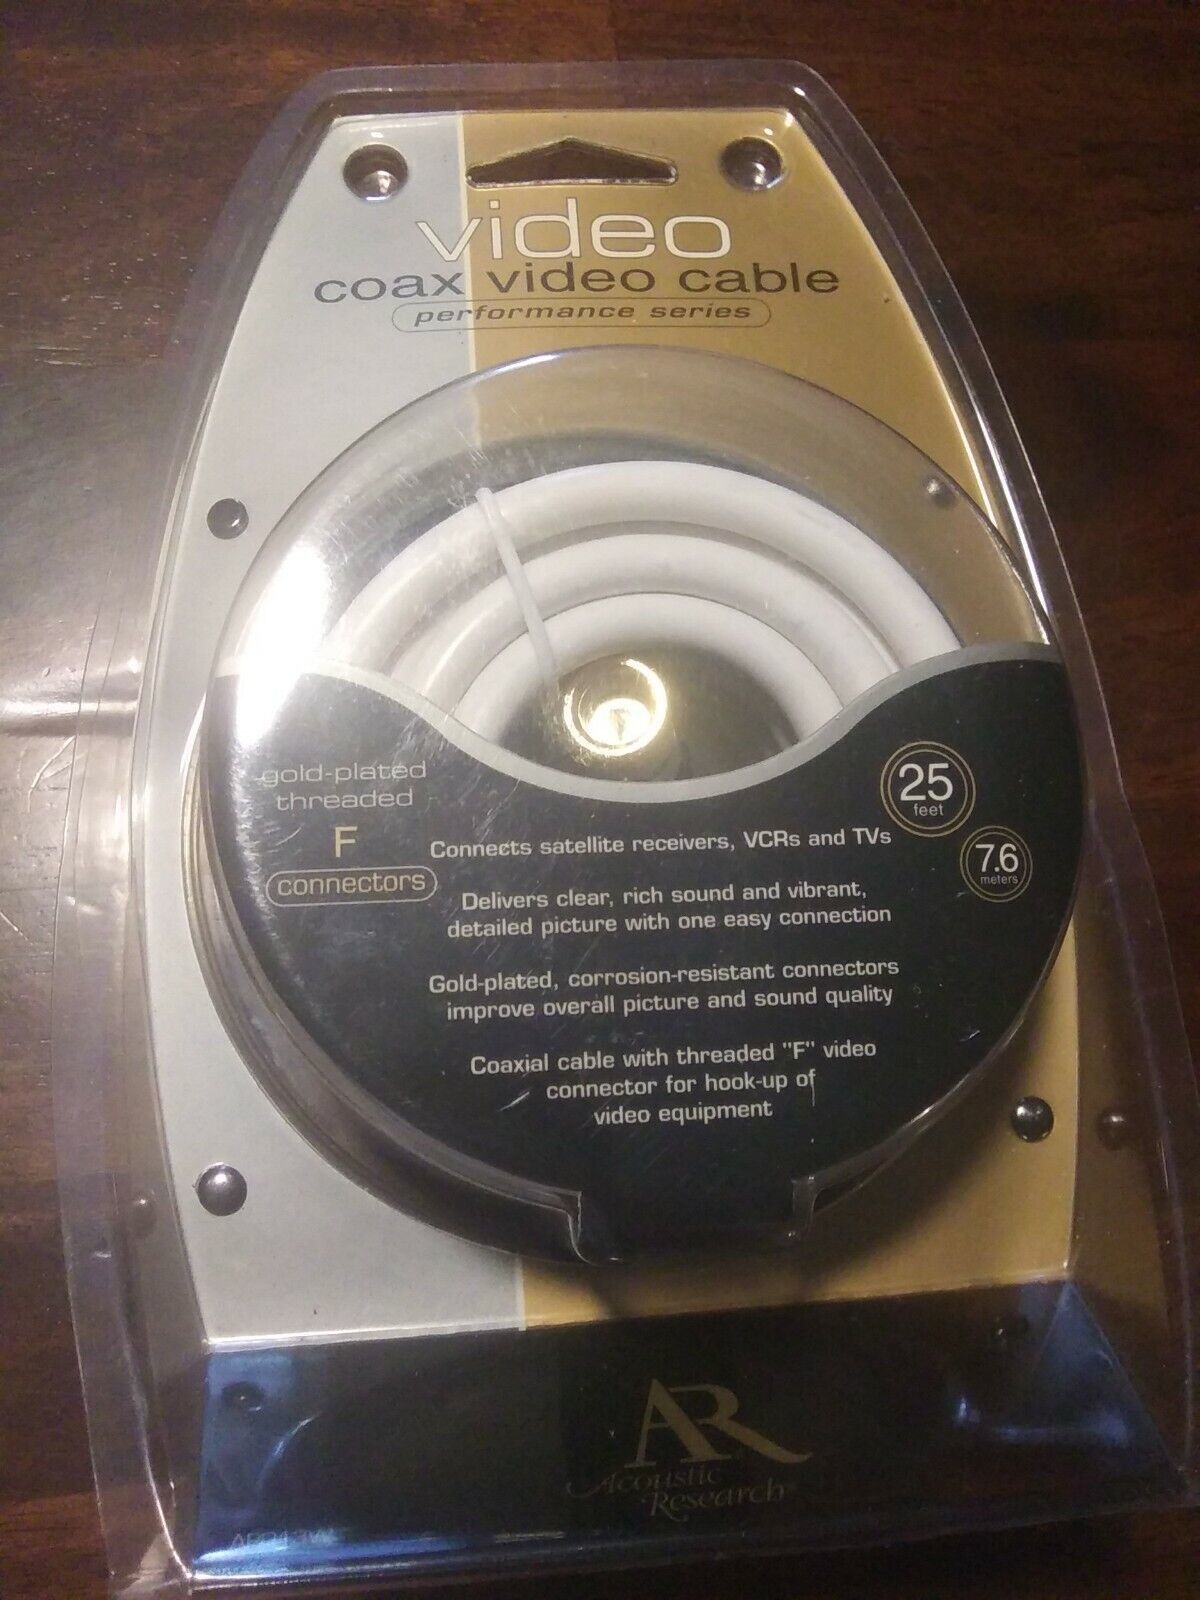 video
coax video cable
performance series
gold-plated
threaded
F
connectors
25
feet
7.6
meters
Connects satellite receivers, VCRs and TVs
Delivers clear, rich sound and vibrant,
detailed picture with one easy connection
Gold-plated, corrosion-resistant connectors
improve overall picture and sound quality
Coaxial cable with threaded "F" video
connector for hook-up of
video equipment
AR
Acoustic
Research